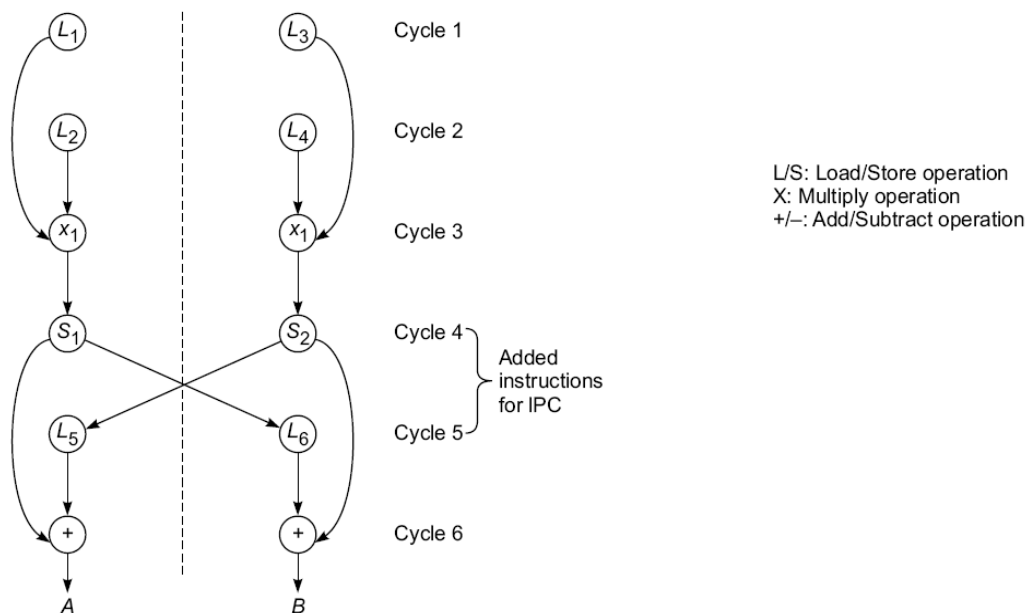 L1 L3 Cycle 1
L2 L4 Cycle 2
L/S: Load/Store operation
X: Multiply operation
+/–: Add/Subtract operation
x1 x1 Cycle 3
S1 S2 Cycle 4
Added
instructions
for IPC
L5 L6 Cycle 5
+ + Cycle 6
A B